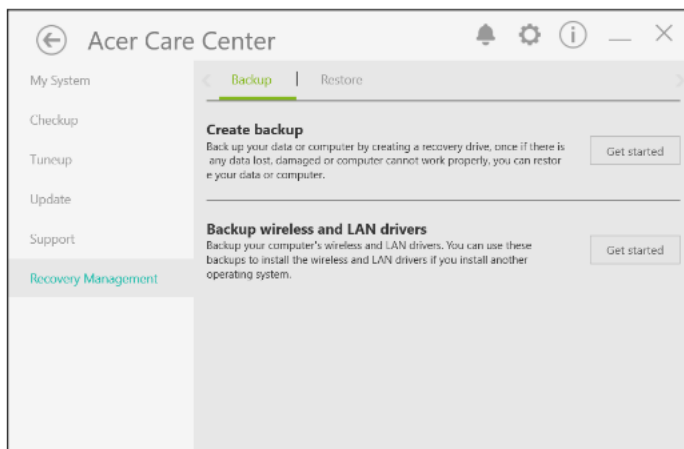 Acer Care Center
My System
Checkup
Tuneup
Update
Support
Recovery Management
Backup | Restore
Create backup
Back up your data or computer by creating a recovery drive, once if there is
any data lost, damaged or computer cannot work properly, you can restor
e your data or computer.
Get started
Backup wireless and LAN drivers
Backup your computer's wireless and LAN drivers. You can use these
backups to install the wireless and LAN drivers if you install another
operating system.
Get started